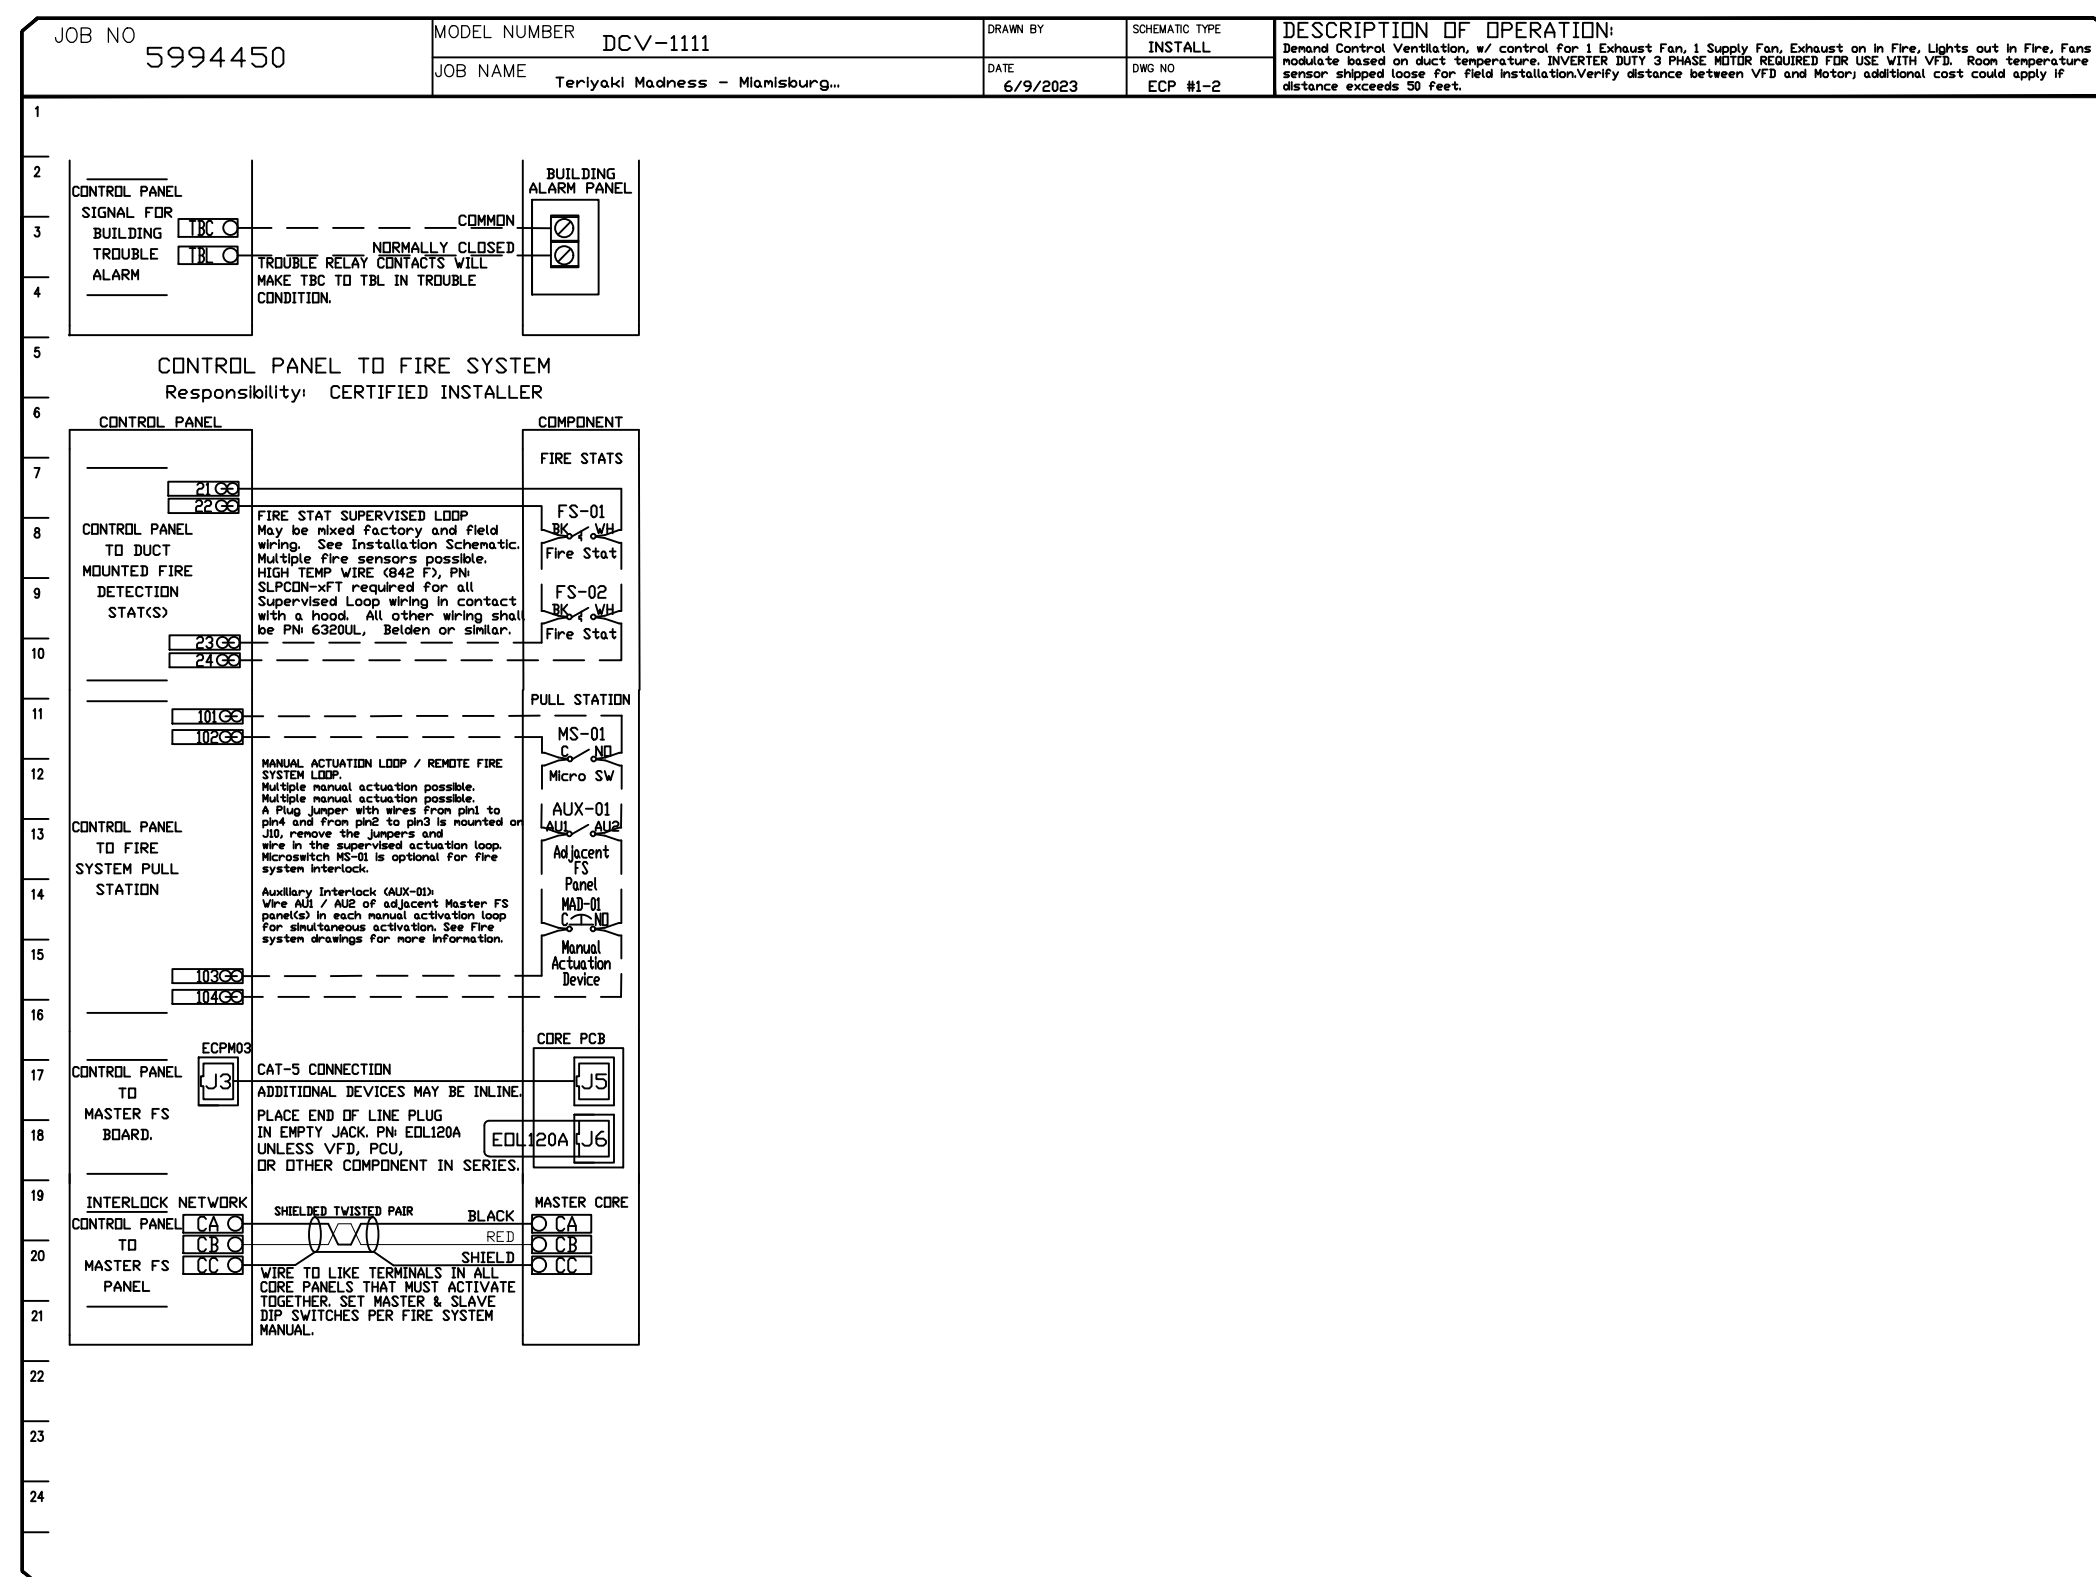 JOB NO 5994450
MODEL NUMBER DCV-1111
JOB NAME Teriyaki Madness - Miamisburg...
DRAWN BY
DATE
6/9/2023
SCHEMATIC TYPE
INSTALL
DWG NO
ECP #1-2
DESCRIPTION OF OPERATION:
Demand Control Ventilation, w/ control for 1 Exhaust Fan, 1 Supply Fan, Exhaust on in Fire, Lights out in Fire, Fans
modulate based on duct temperature. INVERTER DUTY 3 PHASE MOTOR REQUIRED FOR USE WITH VFD. Room temperature
sensor shipped loose for field installation.Verify distance between VFD and Motor; additional cost could apply if
distance exceeds 50 feet.
1
2
3
4
5
6
7
8
9
10
11
12
13
14
15
16
17
18
19
20
21
22
23
24
CONTROL PANEL
SIGNAL FOR
BUILDING
TROUBLE
ALARM
TBC
TBL
COMMON
NORMALLY CLOSED
TROUBLE RELAY CONTACTS WILL
MAKE TBC TO TBL IN TROUBLE
CONDITION.
BUILDING
ALARM PANEL
CONTROL PANEL TO FIRE SYSTEM
Responsibility: CERTIFIED INSTALLER
CONTROL PANEL
COMPONENT
CONTROL PANEL
TO DUCT
MOUNTED FIRE
DETECTION
STAT(S)
21
22
23
24
FIRE STAT SUPERVISED LOOP
May be mixed factory and field
wiring. See Installation Schematic.
Multiple fire sensors possible.
HIGH TEMP WIRE (842 F), PN:
SLPCON-xFT required for all
Supervised Loop wiring in contact
with a hood. All other wiring shall
be PN: 6320UL, Belden or similar.
FIRE STATS
FS-01
BK WH
Fire Stat
FS-02
BK WH
Fire Stat
CONTROL PANEL
TO FIRE
SYSTEM PULL
STATION
101
102
103
104
MANUAL ACTUATION LOOP / REMOTE FIRE
SYSTEM LOOP.
Multiple manual actuation possible.
Multiple manual actuation possible.
A Plug jumper with wires from pin1 to
pin4 and from pin2 to pin3 is mounted on
J10, remove the jumpers and
wire in the supervised actuation loop.
Microswitch MS-01 is optional for fire
system interlock.
Auxiliary Interlock (AUX-01):
Wire AU1 / AU2 of adjacent Master FS
panel(s) in each manual activation loop
for simultaneous activation. See Fire
system drawings for more information.
PULL STATION
MS-01
C NO
Micro SW
AUX-01
AU1 AU2
Adjacent
FS
Panel
MAD-01
C NO
Manual
Actuation
Device
CONTROL PANEL
TO
MASTER FS
BOARD.
ECPM03
J3
CAT-5 CONNECTION
ADDITIONAL DEVICES MAY BE INLINE.
PLACE END OF LINE PLUG
IN EMPTY JACK. PN: EOL120A
UNLESS VFD, PCU,
OR OTHER COMPONENT IN SERIES.
CORE PCB
J5
EOL120A J6
INTERLOCK NETWORK
CONTROL PANEL
TO
MASTER FS
PANEL
CA
CB
CC
SHIELDED TWISTED PAIR
BLACK
RED
SHIELD
WIRE TO LIKE TERMINALS IN ALL
CORE PANELS THAT MUST ACTIVATE
TOGETHER. SET MASTER & SLAVE
DIP SWITCHES PER FIRE SYSTEM
MANUAL.
MASTER CORE
CA
CB
CC